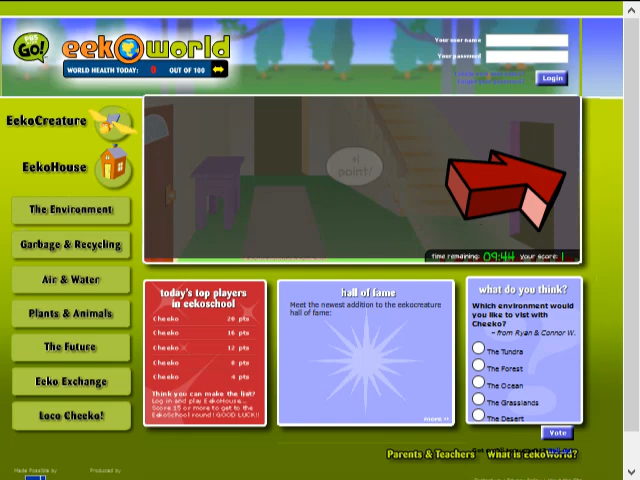 PBS
GO!
eekoworld
WORLD HEALTH TODAY: 0 OUT OF 100
Your user name
Your password
Login
EekoCreature
EekoHouse
The Environment
Garbage & Recycling
Air & Water
Plants & Animals
The Future
Eeko Exchange
Loco Cheeko!
point!
time remaining: 09:44 your score: 1
today's top players
in eekoschool
Cheeko 20 pts
Cheeko 16 pts
Cheeko 12 pts
Cheeko 8 pts
Cheeko 4 pts
Think you can make the list?
Log in and play EekoHouse...
Score 35 or more to get to the
EekoSchool round! GOOD LUCK!!
hall of fame
Meet the newest addition to the eekocreature
hall of fame:
more »
what do you think?
Which environment would
you like to vist with
Cheeko?
- from Ryan & Connor W.
The Tundra
The Forest
The Ocean
The Grasslands
The Desert
Vote
Parents & Teachers
what is eekoworld?
Made Possible by
Produced by